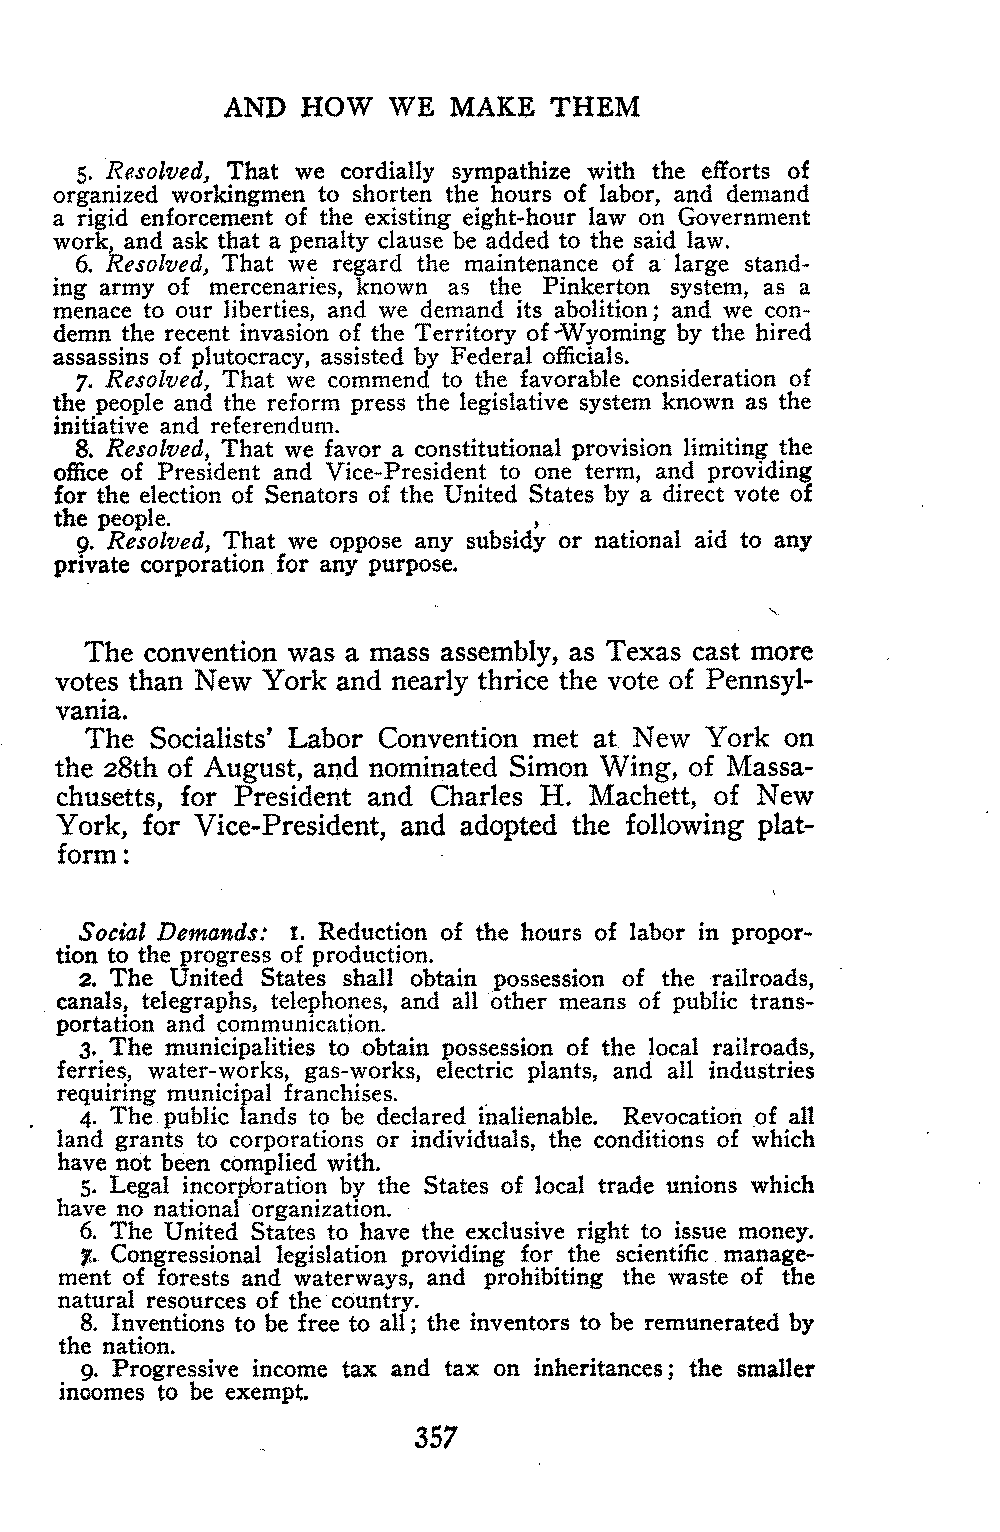 AND HOW WE MAKE THEM
5. Resolved, That we cordially sympathize with the efforts of
organized workingmen to shorten the hours of labor, and demand
a rigid enforcement of the existing eight-hour law on Government
work, and ask that a penalty clause be added to the said law.
6. Resolved, That we regard the maintenance of a large stand-
ing army of mercenaries, known as the Pinkerton system, as a
menace to our liberties, and we demand its abolition; and we con-
demn the recent invasion of the Territory of Wyoming by the hired
assassins of plutocracy, assisted by Federal officials.
7. Resolved, That we commend to the favorable consideration of
the people and the reform press the legislative system known as the
initiative and referendum.
8. Resolved, That we favor a constitutional provision limiting the
office of President and Vice-President to one term, and providing
for the election of Senators of the United States by a direct vote of
the people.
9. Resolved, That we oppose any subsidy or national aid to any
private corporation for any purpose.
The convention was a mass assembly, as Texas cast more
votes than New York and nearly thrice the vote of Pennsyl-
vania.
The Socialists' Labor Convention met at New York on
the 28th of August, and nominated Simon Wing, of Massa-
chusetts, for President and Charles H. Machett, of New
York, for Vice-President, and adopted the following plat-
form:
Social Demands: 1. Reduction of the hours of labor in propor-
tion to the progress of production.
2. The United States shall obtain possession of the railroads,
canals, telegraphs, telephones, and all other means of public trans-
portation and communication.
3. The municipalities to obtain possession of the local railroads,
ferries, water-works, gas-works, electric plants, and all industries
requiring municipal franchises.
4. The public lands to be declared inalienable. Revocation of all
land grants to corporations or individuals, the conditions of which
have not been complied with.
5. Legal incorporation by the States of local trade unions which
have no national organization.
6. The United States to have the exclusive right to issue money.
7. Congressional legislation providing for the scientific manage-
ment of forests and waterways, and prohibiting the waste of the
natural resources of the country.
8. Inventions to be free to all; the inventors to be remunerated by
the nation.
9. Progressive income tax and tax on inheritances; the smaller
incomes to be exempt.
357